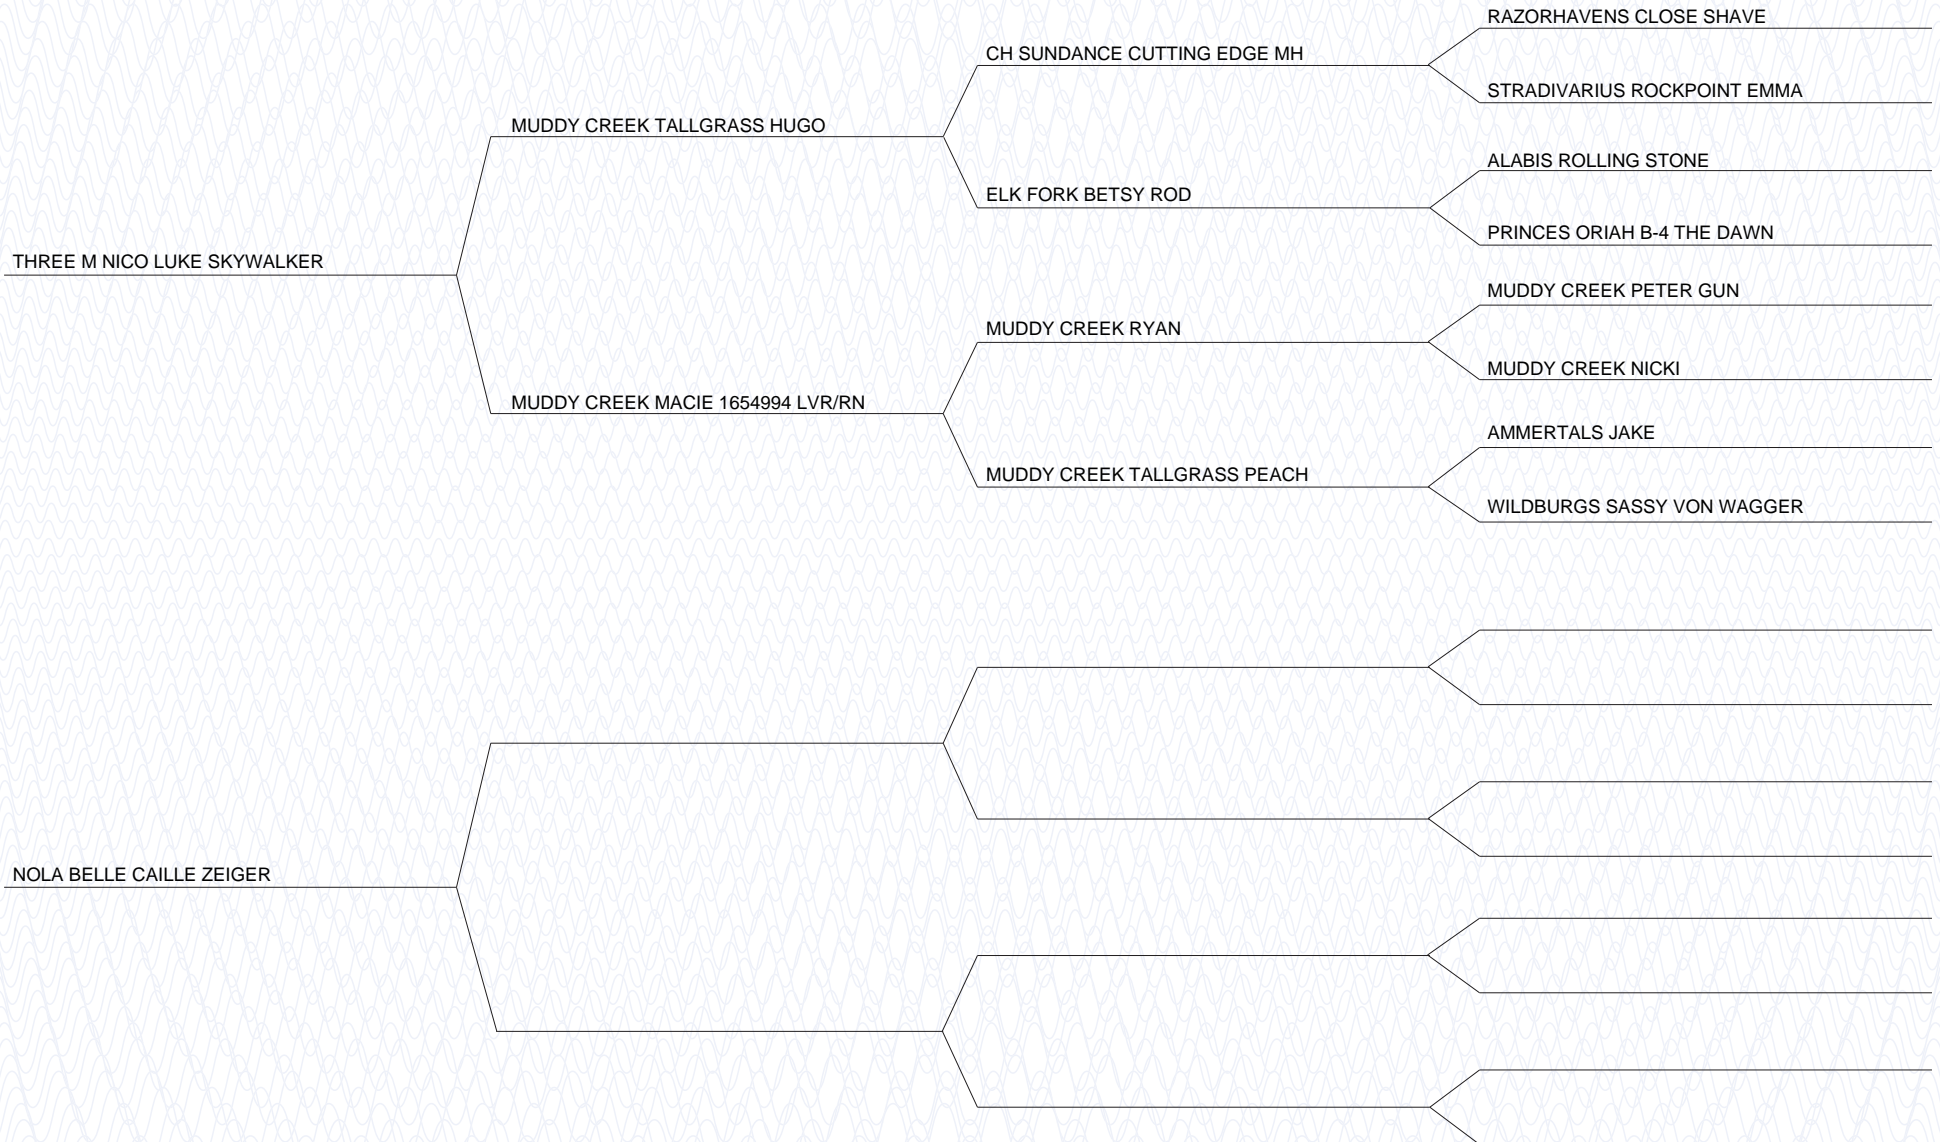 RAZORHAVENS CLOSE SHAVE
CH SUNDANCE CUTTING EDGE MH
STRADIVARIUS ROCKPOINT EMMA
MUDDY CREEK TALLGRASS HUGO
ALABIS ROLLING STONE
ELK FORK BETSY ROD
PRINCES ORIAH B-4 THE DAWN
THREE M NICO LUKE SKYWALKER
MUDDY CREEK PETER GUN
MUDDY CREEK RYAN
MUDDY CREEK NICKI
MUDDY CREEK MACIE 1654994 LVR/RN
AMMERTALS JAKE
MUDDY CREEK TALLGRASS PEACH
WILDBURGS SASSY VON WAGGER
NOLA BELLE CAILLE ZEIGER